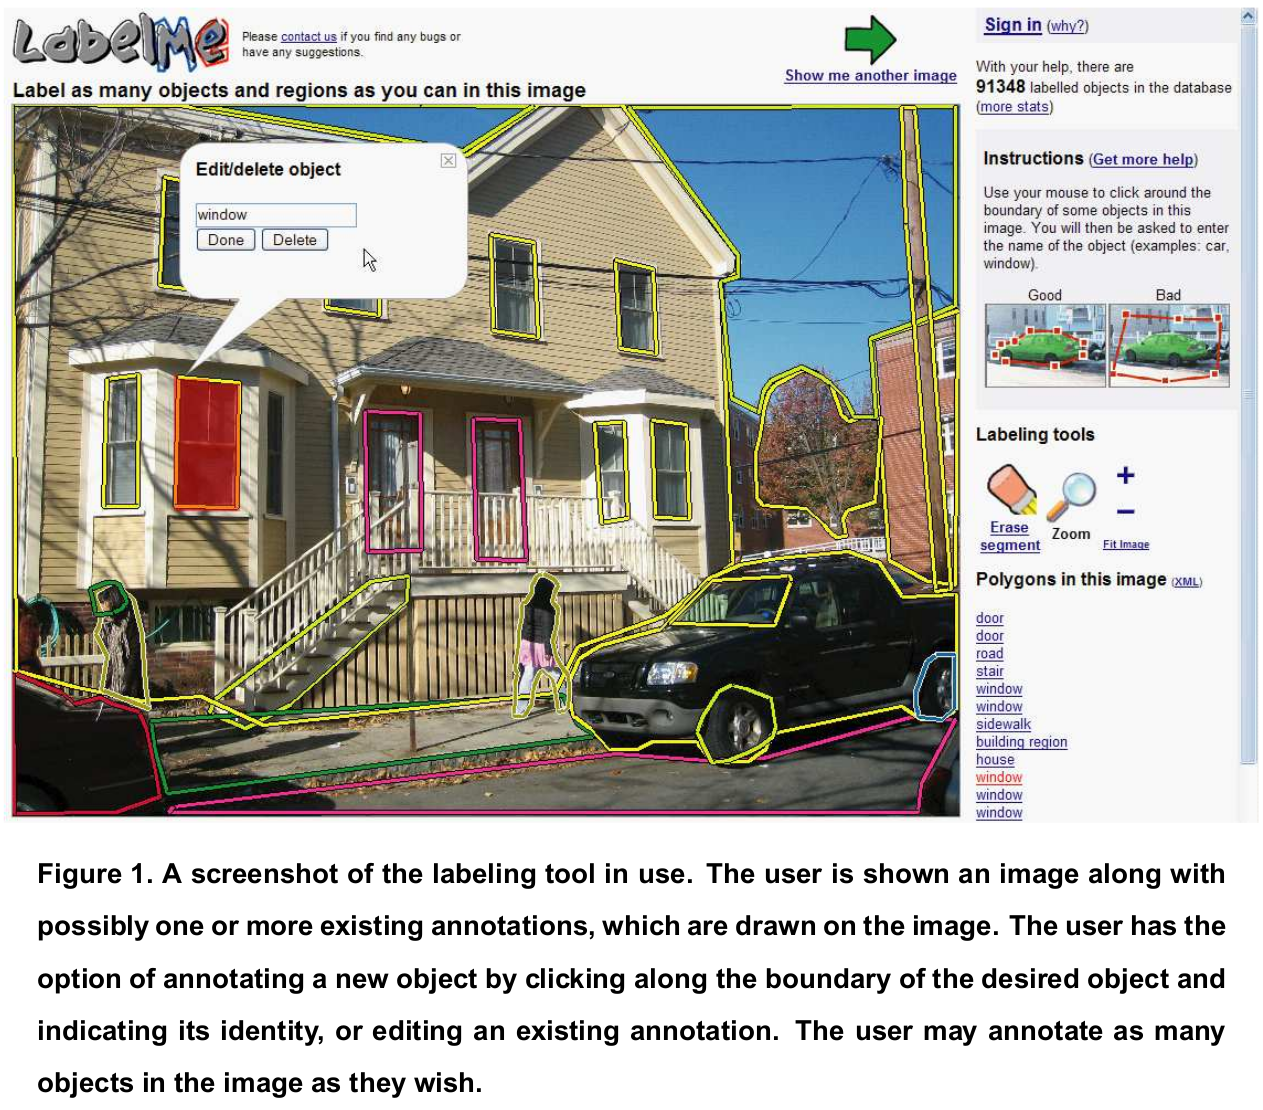 LabelMe
Please contact us if you find any bugs or
have any suggestions.
Show me another image
Label as many objects and regions as you can in this image
Edit/delete object
window
Done Delete
Sign in (why?)
With your help, there are
91348 labelled objects in the database
(more stats)
Instructions (Get more help)
Use your mouse to click around the
boundary of some objects in this
image. You will then be asked to enter
the name of the object (examples: car,
window).
Good Bad
Labeling tools
Erase
segment
Zoom
+
−
Fit Image
Polygons in this image (XML)
door
door
road
stair
window
window
sidewalk
building region
house
window
window
window
Figure 1. A screenshot of the labeling tool in use. The user is shown an image along with
possibly one or more existing annotations, which are drawn on the image. The user has the
option of annotating a new object by clicking along the boundary of the desired object and
indicating its identity, or editing an existing annotation. The user may annotate as many
objects in the image as they wish.